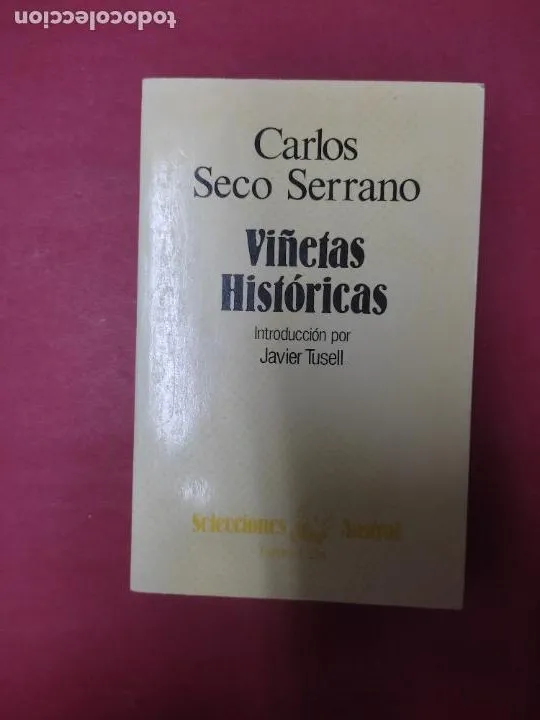 todocoleccion
Carlos
Seco Serrano
Viñetas
Históricas
Introducción por
Javier Tusell
Selecciones Austral